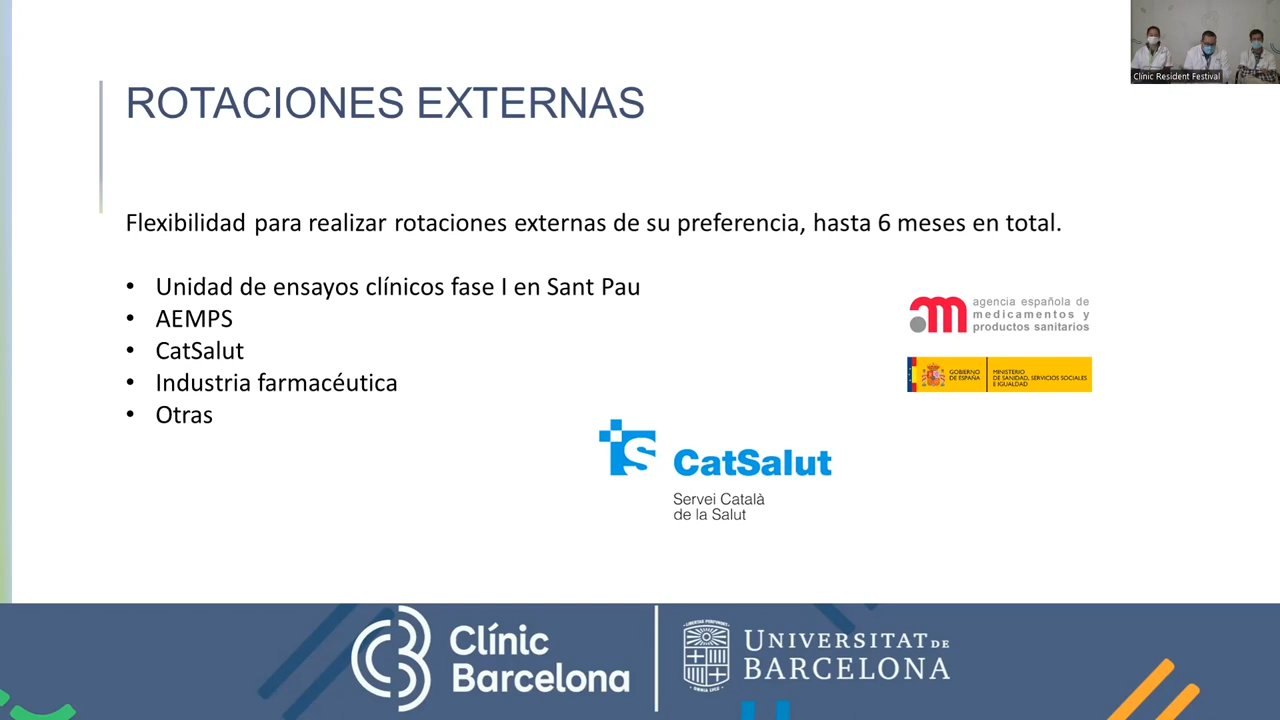 Clínic Resident Festival
ROTACIONES EXTERNAS
Flexibilidad para realizar rotaciones externas de su preferencia, hasta 6 meses en total.
• Unidad de ensayos clínicos fase I en Sant Pau
• AEMPS
• CatSalut
• Industria farmacéutica
• Otras
am
agencia española de
medicamentos y
productos sanitarios
GOBIERNO
DE ESPAÑA
MINISTERIO
DE SANIDAD, SERVICIOS SOCIALES
E IGUALDAD
CatSalut
Servei Català
de la Salut
Clínic
Barcelona
UNIVERSITAT DE
BARCELONA